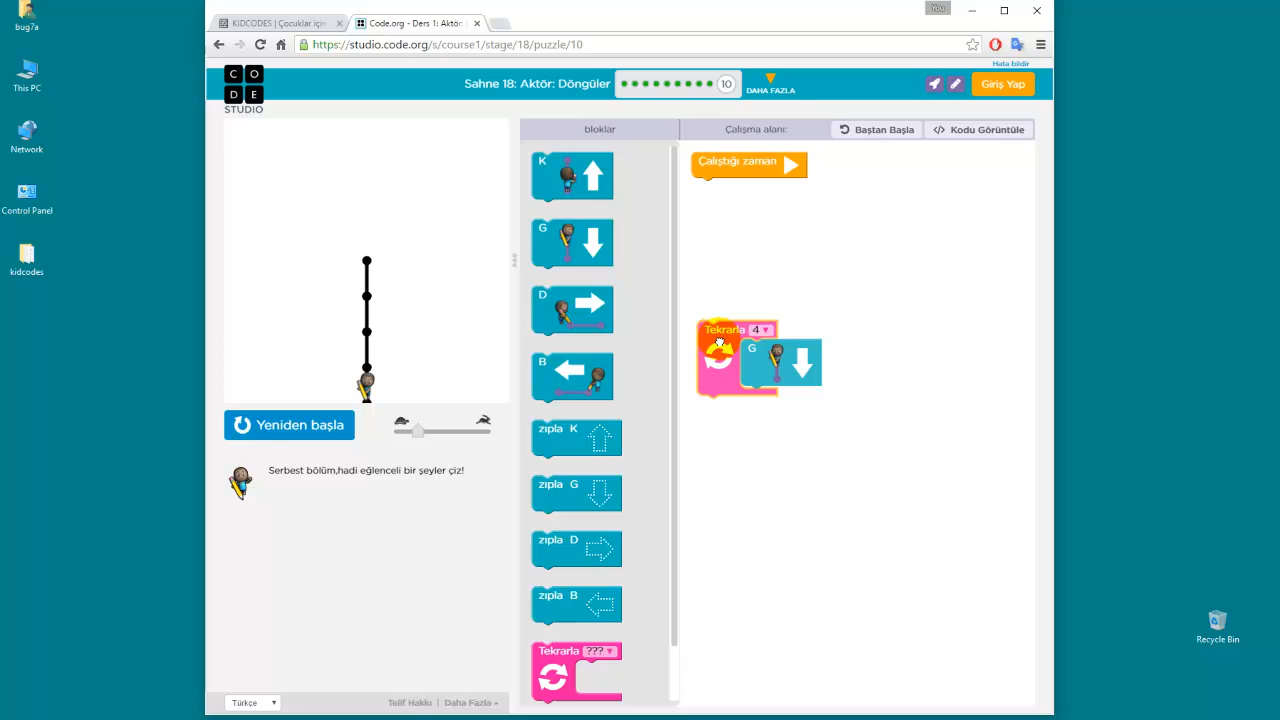 bug7a
This PC
Network
Control Panel
kidcodes
Recycle Bin
You
KIDCODES | Çocuklar için
Code.org - Ders 1: Aktör:
https://studio.code.org/s/course1/stage/18/puzzle/10
Hata bildir
C O
D E
STUDIO
Sahne 18: Aktör: Döngüler
10
DAHA FAZLA
Giriş Yap
bloklar
Çalışma alanı:
Baştan Başla
</> Kodu Görüntüle
K
G
D
B
zıpla K
zıpla G
zıpla D
zıpla B
Tekrarla ???
Çalıştığı zaman
Tekrarla 4
G
Yeniden başla
Serbest bölüm,hadi eğlenceli bir şeyler çiz!
Türkçe
Telif Hakkı | Daha Fazla